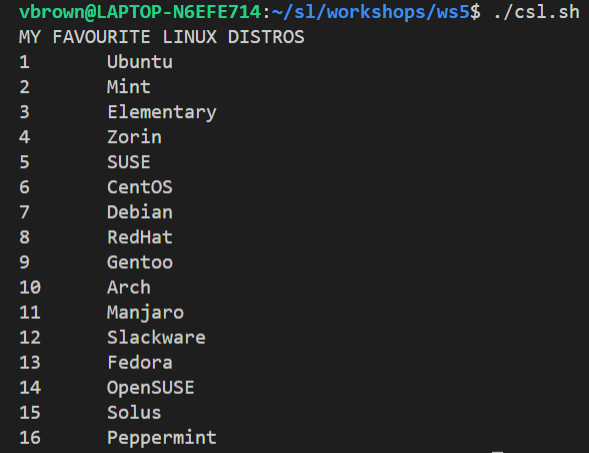 vbrown@LAPTOP-N6EFE714:~/sl/workshops/ws5$ ./csl.sh
MY FAVOURITE LINUX DISTROS
1 Ubuntu
2 Mint
3 Elementary
4 Zorin
5 SUSE
6 CentOS
7 Debian
8 RedHat
9 Gentoo
10 Arch
11 Manjaro
12 Slackware
13 Fedora
14 OpenSUSE
15 Solus
16 Peppermint